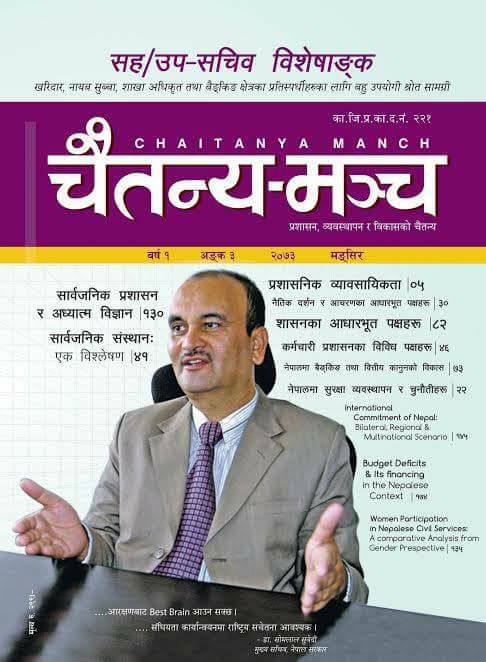 सह/उप-सचिव विशेषाङ्क
खरिदार, नायब सुब्बा, शाखा अधिकृत तथा बैङ्किङ क्षेत्रका प्रतिस्पर्धीहरुका लागि बहु उपयोगी श्रोत सामग्री
का.जि.प्र.का.द.नं. २२१
CHAITANYA MANCH
चैतन्य-मञ्च
प्रशासन, व्यवस्थापन र विकासको चैतन्य
वर्ष १ अङ्क ३ २०७३ मङ्सिर
सार्वजनिक प्रशासन
र अध्यात्म विज्ञान |१३०
सार्वजनिक संस्थानः
एक विश्लेषण |४१
प्रशासनिक व्यावसायिकता |०५
नैतिक दर्शन र आचरणका आधारभूत पक्षहरू |३०
शासनका आधारभूत पक्षहरू |८२
कर्मचारी प्रशासनका विविध पक्षहरू |४६
नेपालमा बैङ्किङ तथा वित्तीय कानुनको विकास |७३
नेपालमा सुरक्षा व्यवस्थापन र चुनौतीहरू | २२
International
Commitment of Nepal:
Bilateral, Regional &
Multinational Scenario |
Budget Deficits
& Its financing
in the Nepalese
Context |
Women Participation
in Nepalese Civil Services:
A comparative Analysis from
Gender Prespective | १३५
....आरक्षणबाट Best Brain आउन सक्छ।
.... संघियता कार्यान्वयनमा राष्ट्रिय सचेतना आवश्यक।
- डा. सोमलाल सुवेदी
मुख्य सचिव, नेपाल सरकार
मूल्य रु.